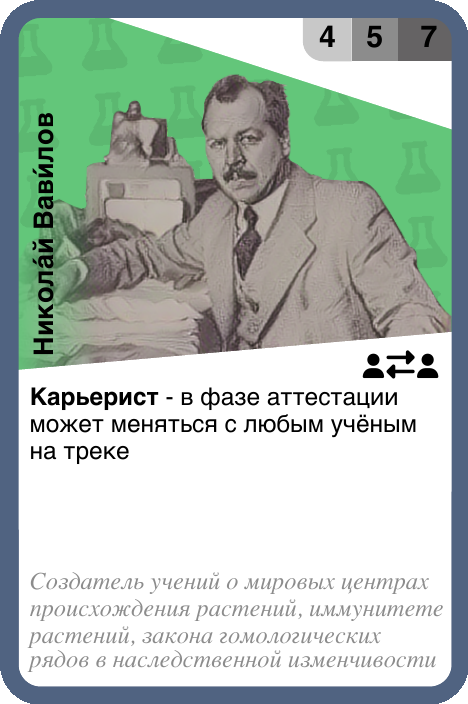 4 5 7
Никола́й Вави́лов
Карьерист - в фазе аттестации
может меняться с любым учёным
на треке
Создатель учений о мировых центрах
происхождения растений, иммунитете
растений, закона гомологических
рядов в наследственной изменчивости